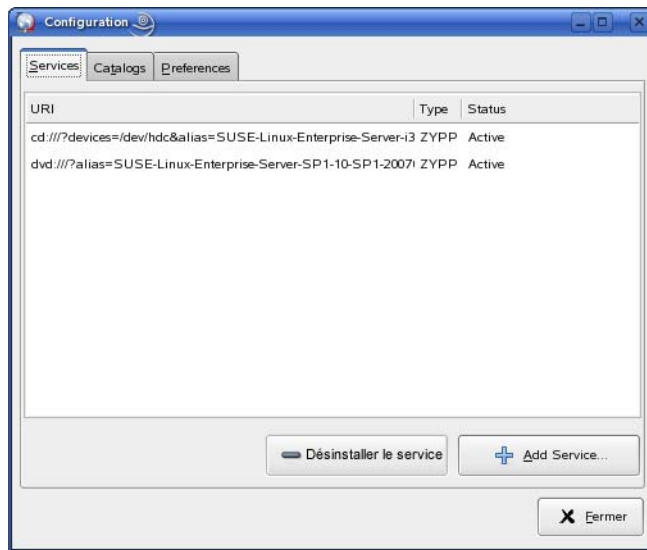 Configuration
Services Catalogs Preferences
URI Type Status
cd:///?devices=/dev/hdc&alias=SUSE-Linux-Enterprise-Server-i3 ZYPP Active
dvd:///?alias=SUSE-Linux-Enterprise-Server-SP1-10-SP1-2007 ZYPP Active
Désinstaller le service Add Service...
Fermer